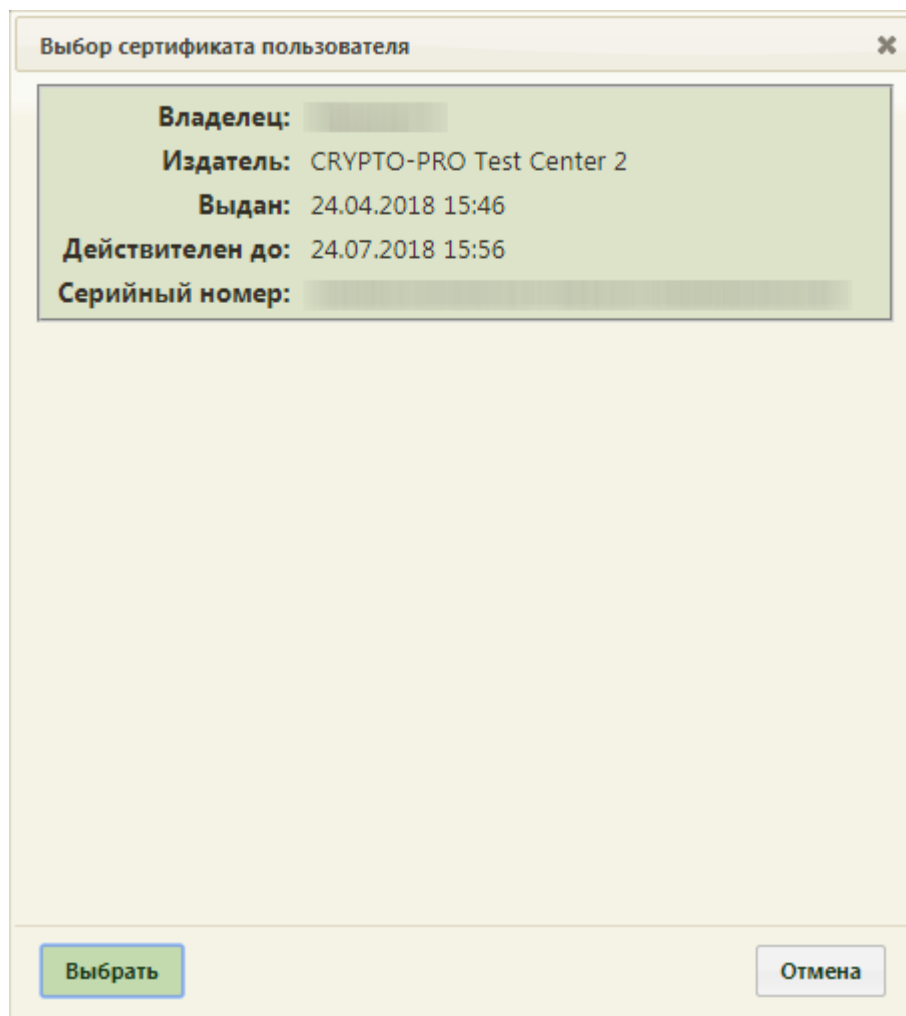 Выбор сертификата пользователя
Владелец:
Издатель: CRYPTO-PRO Test Center 2
Выдан: 24.04.2018 15:46
Действителен до: 24.07.2018 15:56
Серийный номер:
Выбрать Отмена